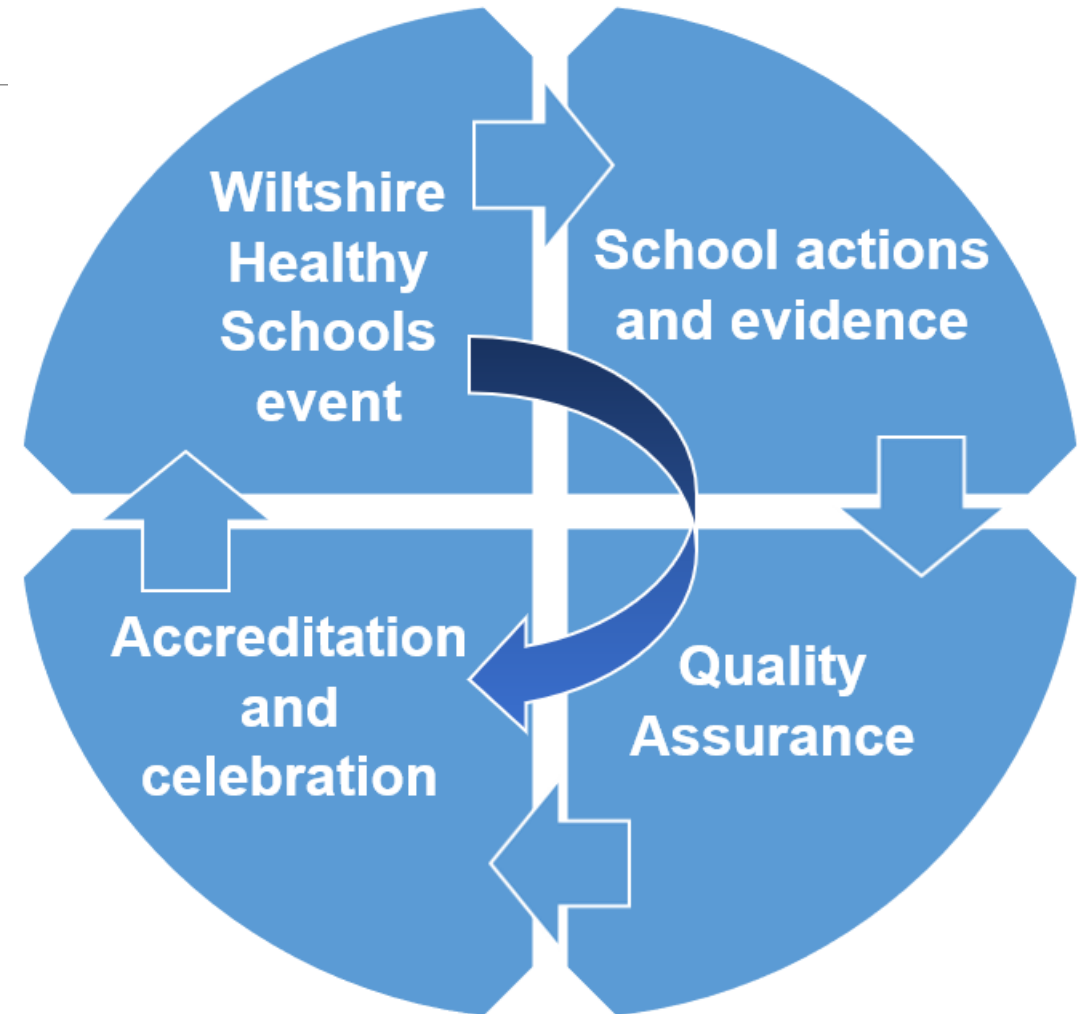 Wiltshire
Healthy
Schools
event
School actions
and evidence
Quality
Assurance
Accreditation
and
celebration